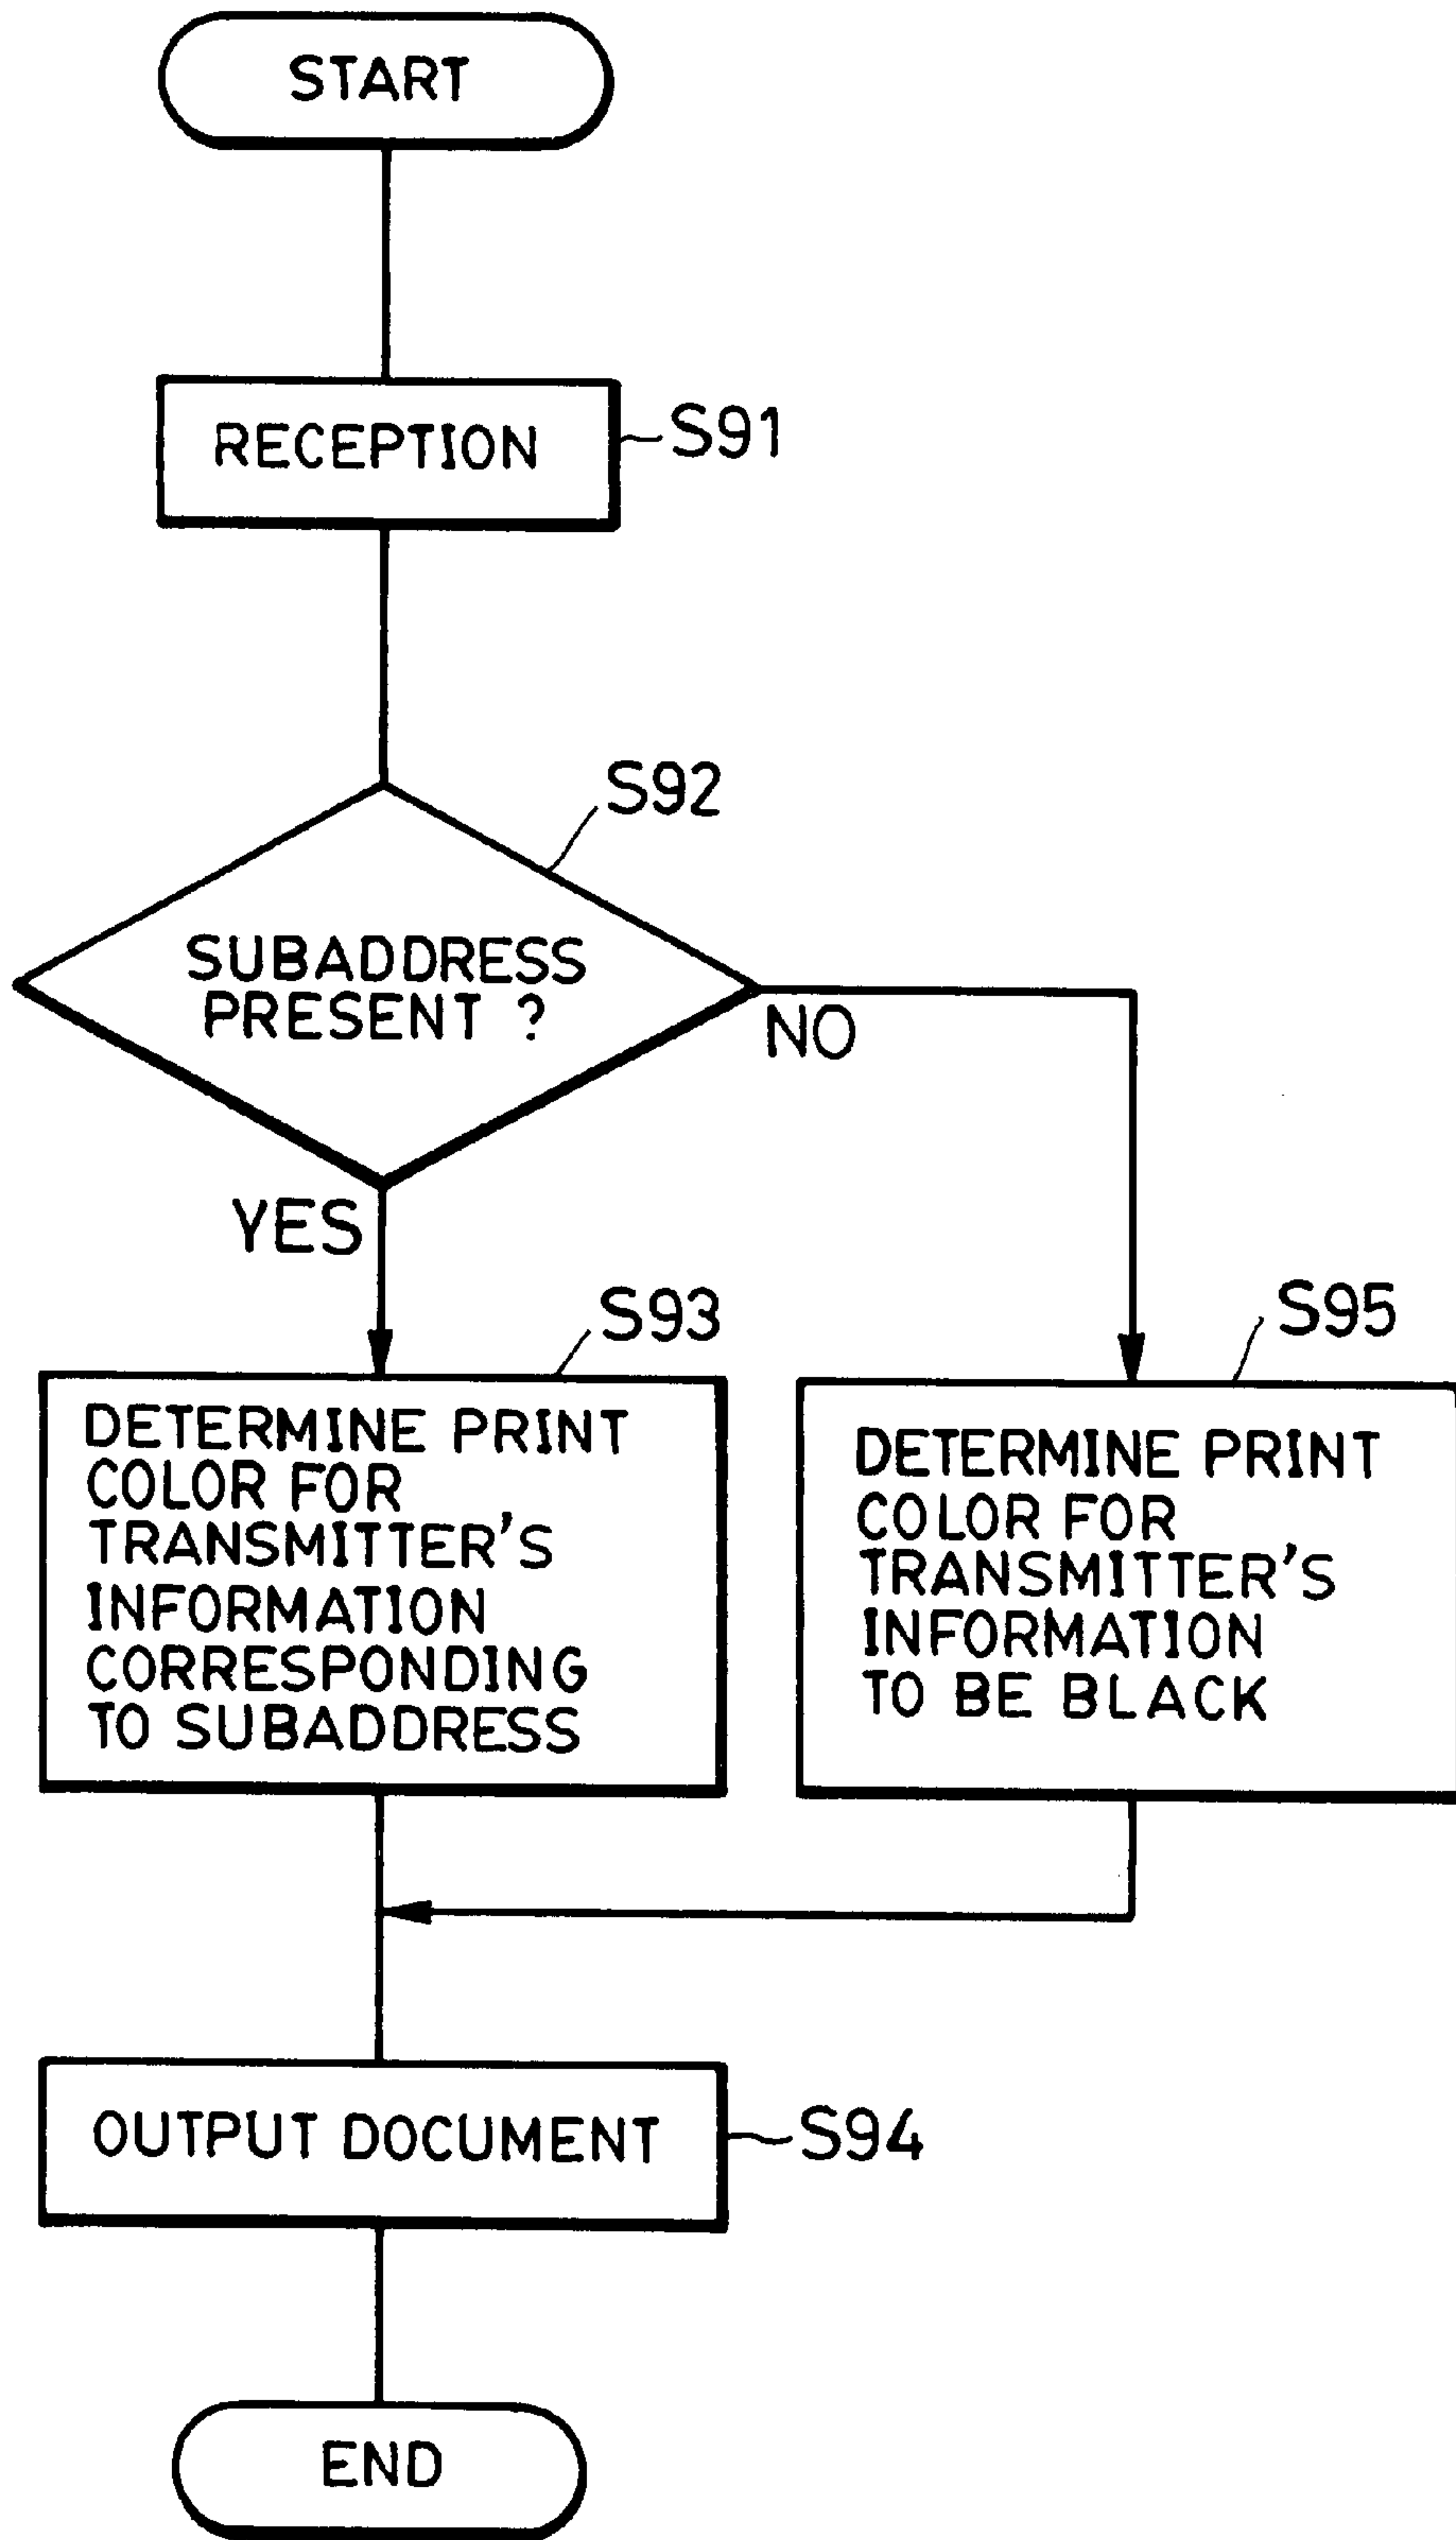 START
RECEPTION
S91
S92
SUBADDRESS
PRESENT ?
NO
YES
S93
DETERMINE PRINT
COLOR FOR
TRANSMITTER'S
INFORMATION
CORRESPONDING
TO SUBADDRESS
S95
DETERMINE PRINT
COLOR FOR
TRANSMITTER'S
INFORMATION
TO BE BLACK
OUTPUT DOCUMENT
S94
END